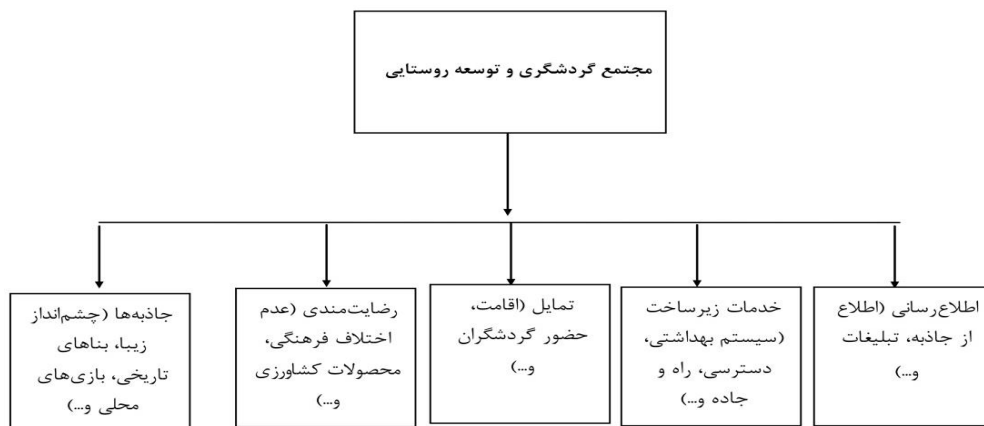 مجتمع گردشگری و توسعه روستایی
اطلاع‌رسانی (اطلاع
از جاذبه، تبلیغات
و...)
خدمات زیرساخت
(سیستم بهداشتی،
دسترسی، راه و
جاده و...)
تمایل (اقامت،
حضور گردشگران
و...)
رضایت‌مندی (عدم
اختلاف فرهنگی،
محصولات کشاورزی
و...)
جاذبه‌ها (چشم‌انداز
زیبا، بناهای
تاریخی، بازی‌های
محلی و...)